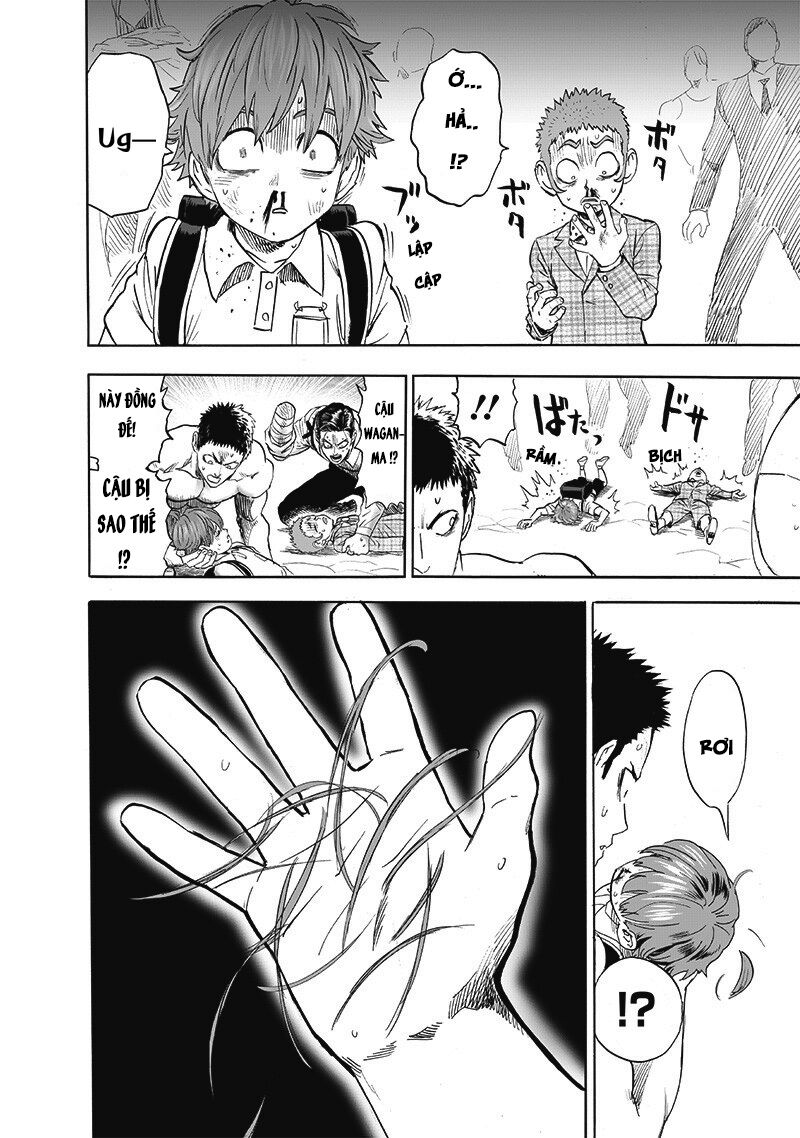 Ớ...
HẢ..
!?
ボタ
ボタ
Ug—
ブッ
LẬP
CẬP
ドサ
BỊCH
ばたっ
RẦM.
!!
CẬU
WAGAN-
MA !?
NÀY ĐỒNG
ĐẾ!
CẬU BỊ
SAO THẾ
!?
RƠI
!?